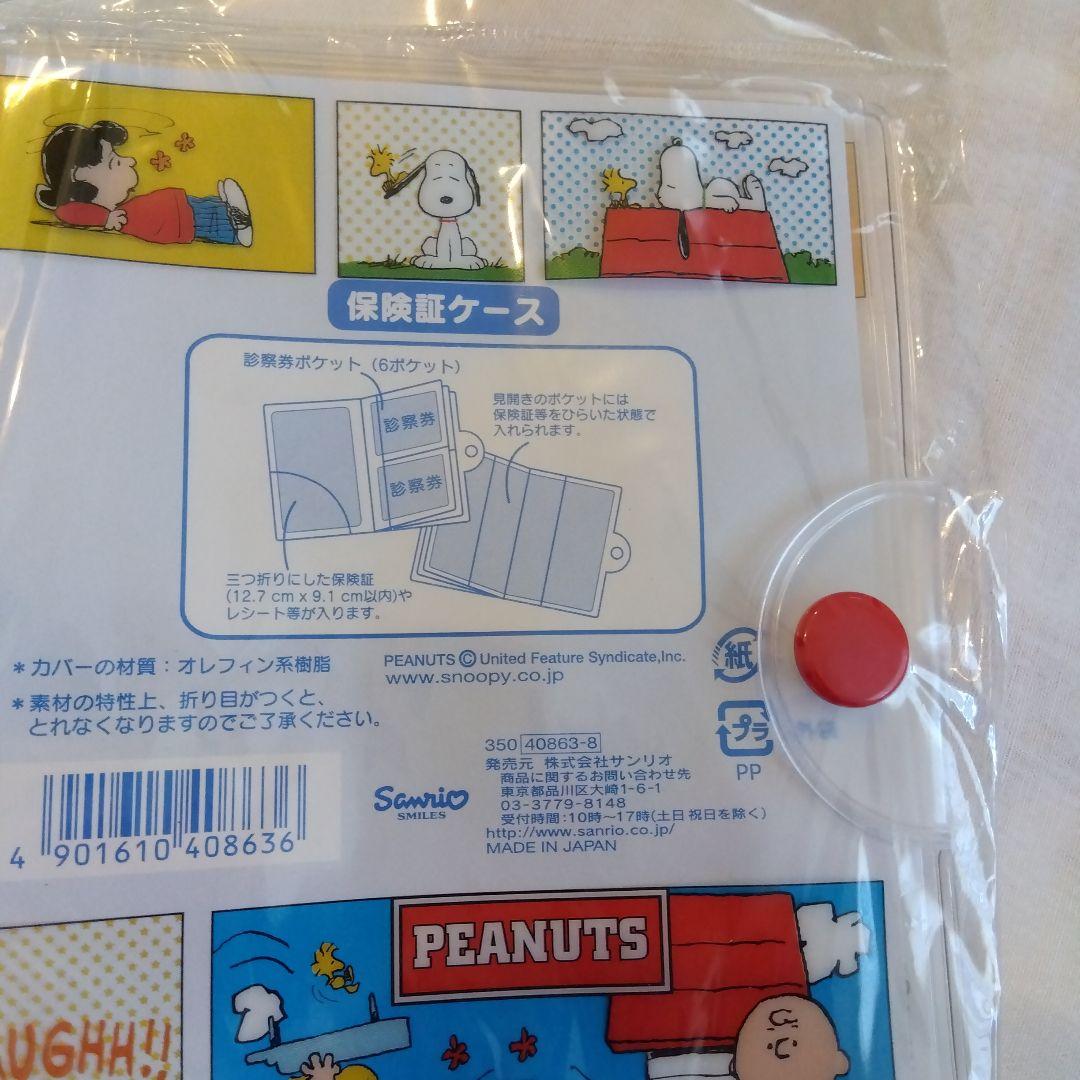 保険証ケース
診察券ポケット（6ポケット）
見開きのポケットには
保険証等をひらいた状態で
入れられます。
診察券
診察券
三つ折りにした保険証
(12.7 cm x 9.1 cm以内)や
レシート等が入ります。
*カバーの材質：オレフィン系樹脂
*素材の特性上、折り目がつくと、
とれなくなりますのでご了承ください。
PEANUTS © United Feature Syndicate,Inc.
www.snoopy.co.jp
紙
プラ
PP
350 40863-8
発売元 株式会社サンリオ
商品に関するお問い合わせ先
東京都品川区大崎1-6-1
03-3779-8148
受付時間:10時〜17時(土日祝日を除く)
http://www.sanrio.co.jp/
MADE IN JAPAN
Sanrio
SMILES
4 901610 408636
PEANUTS
UGHH!!